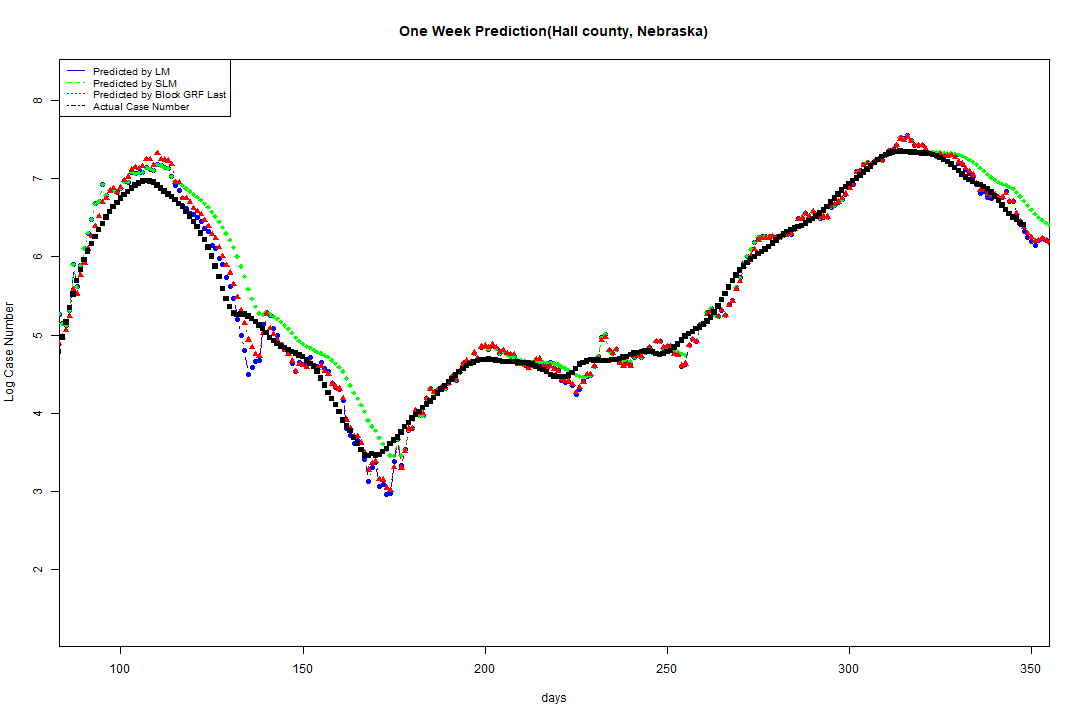 One Week Prediction(Hall county, Nebraska)
Predicted by LM
Predicted by SLM
Predicted by Block GRF Last
Actual Case Number
8
7
6
5
4
3
2
Log Case Number
100 150 200 250 300 350
days